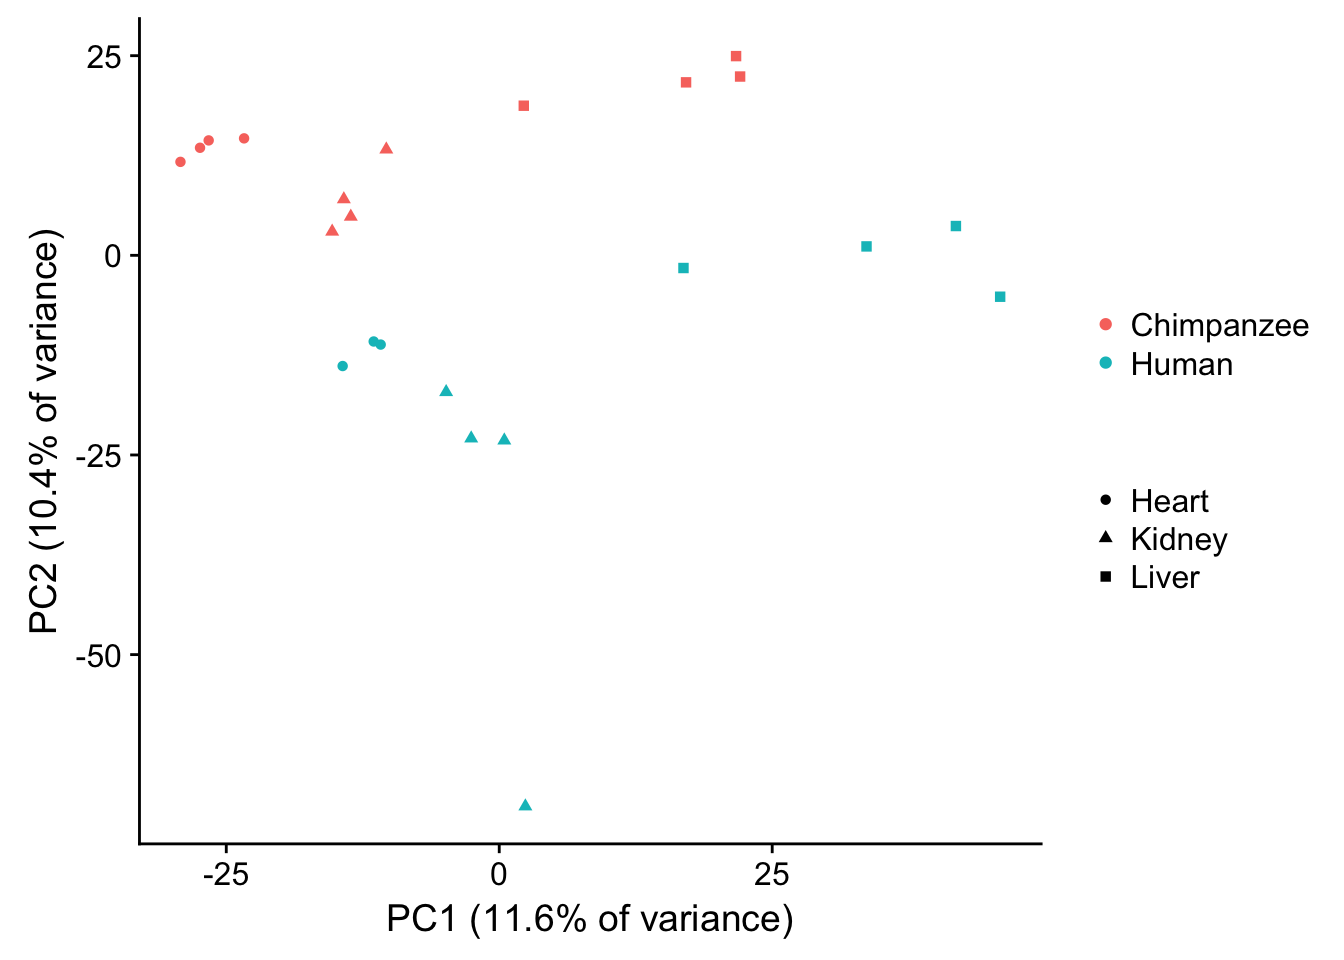 25
0
-25
-50
PC2 (10.4% of variance)
-25
0
25
PC1 (11.6% of variance)
Chimpanzee
Human
Heart
Kidney
Liver